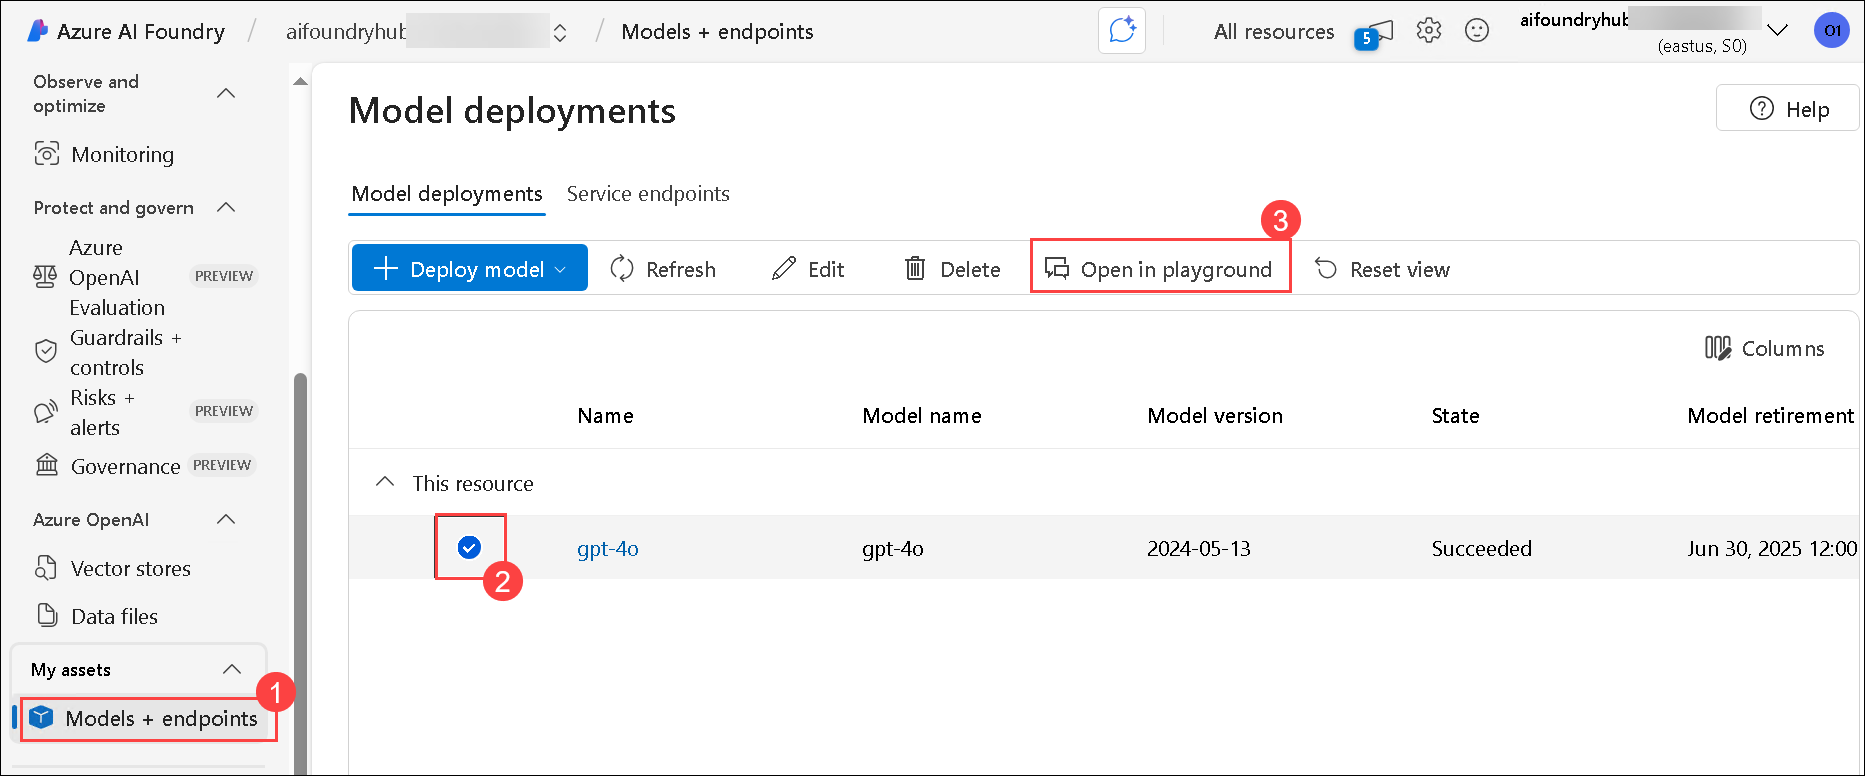 Azure AI Foundry / aifoundryhub / Models + endpoints
All resources 5 aifoundryhub
(eastus, S0)
O1
Observe and
optimize
Monitoring
Protect and govern
Azure
OpenAI
Evaluation
PREVIEW
Guardrails +
controls
Risks +
alerts
PREVIEW
Governance PREVIEW
Azure OpenAI
Vector stores
Data files
My assets
1
Models + endpoints
Model deployments
Help
Model deployments Service endpoints
3
Deploy model Refresh Edit Delete Open in playground Reset view
Columns
Name Model name Model version State Model retirement
This resource
gpt-4o gpt-4o 2024-05-13 Succeeded Jun 30, 2025 12:00
2